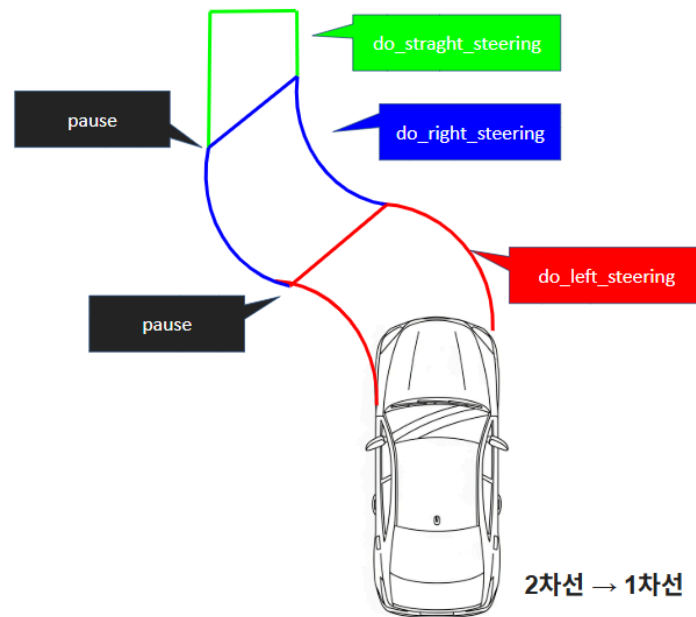 do_straght_steering
pause
do_right_steering
do_left_steering
pause
2차선 → 1차선